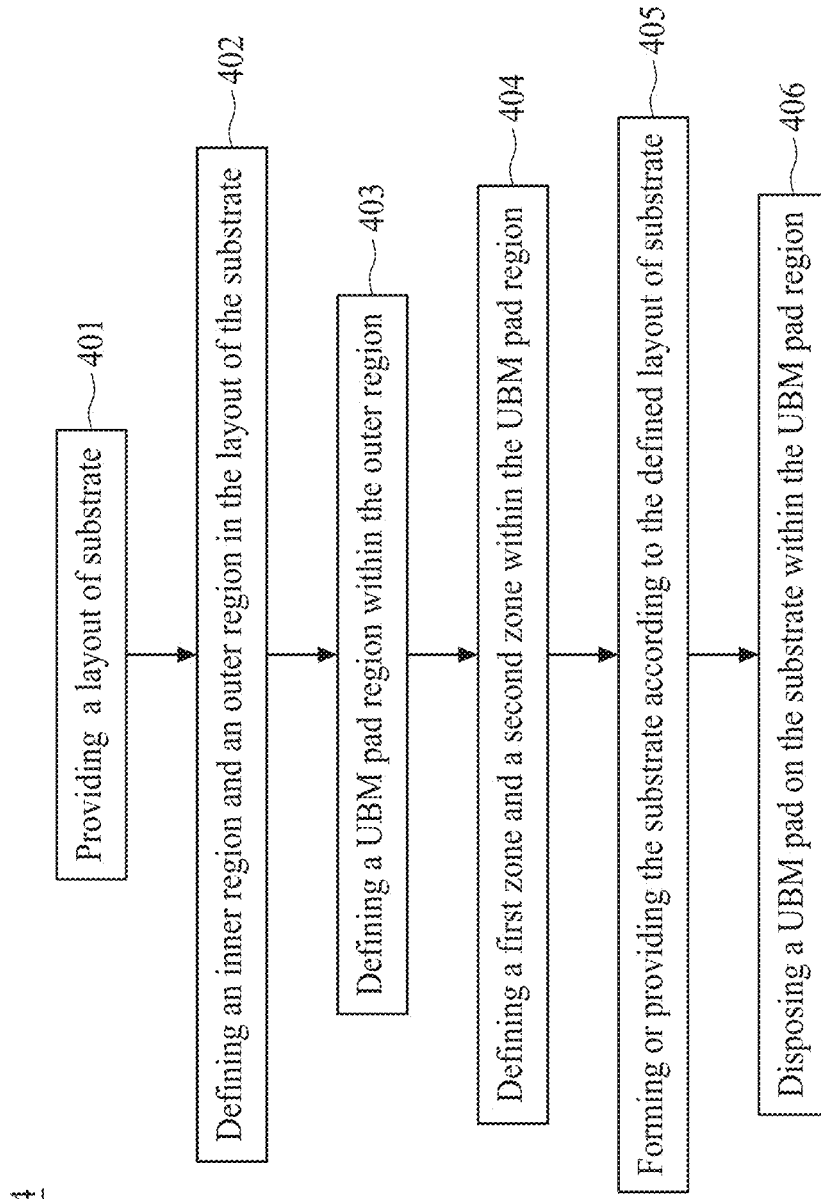 Providing a layout of substrate
401
Defining an inner region and an outer region in the layout of the substrate
402
Defining a UBM pad region within the outer region
403
Defining a first zone and a second zone within the UBM pad region
404
Forming or providing the substrate according to the defined layout of substrate
405
Disposing a UBM pad on the substrate within the UBM pad region
406